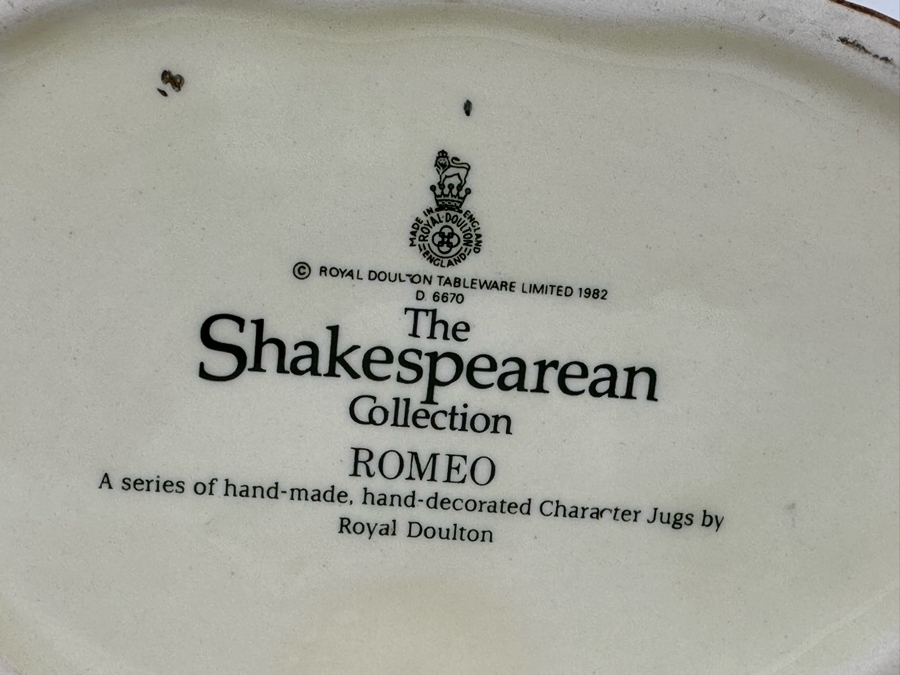 MADE IN ENGLAND
ROYAL·DOULTON
ENGLAND
© ROYAL DOULTON TABLEWARE LIMITED 1982
D 6670
The
Shakespearean
Collection
ROMEO
A series of hand-made, hand-decorated Character Jugs by
Royal Doulton